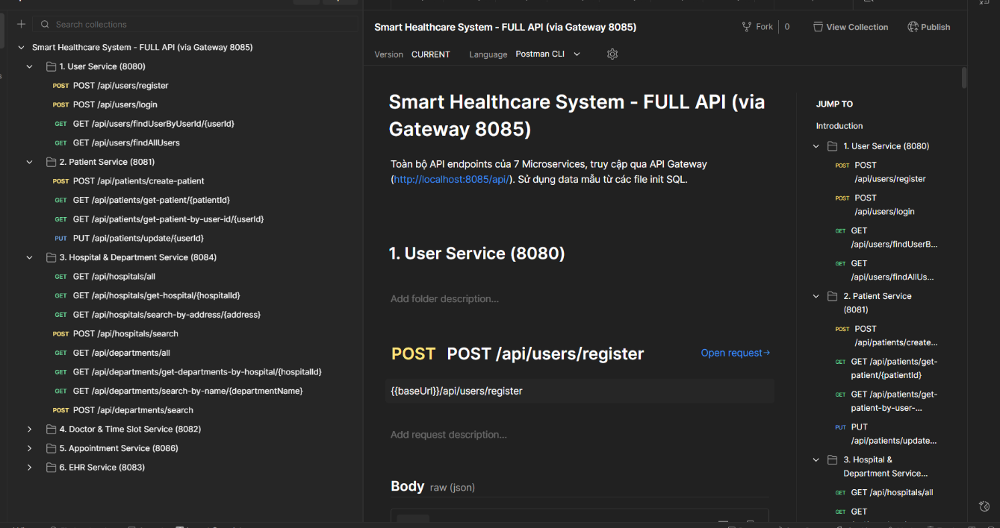 Search collections
Smart Healthcare System - FULL API (via Gateway 8085)
1. User Service (8080)
POST POST /api/users/register
POST POST /api/users/login
GET GET /api/users/findUserByUserId/{userId}
GET GET /api/users/findAllUsers
2. Patient Service (8081)
POST POST /api/patients/create-patient
GET GET /api/patients/get-patient/{patientId}
GET GET /api/patients/get-patient-by-user-id/{userId}
PUT PUT /api/patients/update/{userId}
3. Hospital & Department Service (8084)
GET GET /api/hospitals/all
GET GET /api/hospitals/get-hospital/{hospitalId}
GET GET /api/hospitals/search-by-address/{address}
POST POST /api/hospitals/search
GET GET /api/departments/all
GET GET /api/departments/get-departments-by-hospital/{hospitalId}
GET GET /api/departments/search-by-name/{departmentName}
POST POST /api/departments/search
4. Doctor & Time Slot Service (8082)
5. Appointment Service (8086)
6. EHR Service (8083)
Smart Healthcare System - FULL API (via Gateway 8085)
Fork 0 View Collection Publish
Version CURRENT Language Postman CLI
Smart Healthcare System - FULL API (via
Gateway 8085)
Toàn bộ API endpoints của 7 Microservices, truy cập qua API Gateway
(http://localhost:8085/api/). Sử dụng data mẫu từ các file init SQL.
1. User Service (8080)
Add folder description...
POST POST /api/users/register Open request→
{{baseUrl}}/api/users/register
Add request description...
Body raw (json)
JUMP TO
Introduction
1. User Service (8080)
POST POST
/api/users/register
POST POST
/api/users/login
GET GET
/api/users/findUserB...
GET GET
/api/users/findAllUs...
2. Patient Service
(8081)
POST POST
/api/patients/create...
GET GET /api/patients/get-
patient/{patientId}
GET GET /api/patients/get-
patient-by-user-...
PUT PUT
/api/patients/update...
3. Hospital &
Department Service...
GET GET /api/hospitals/all
GET GET